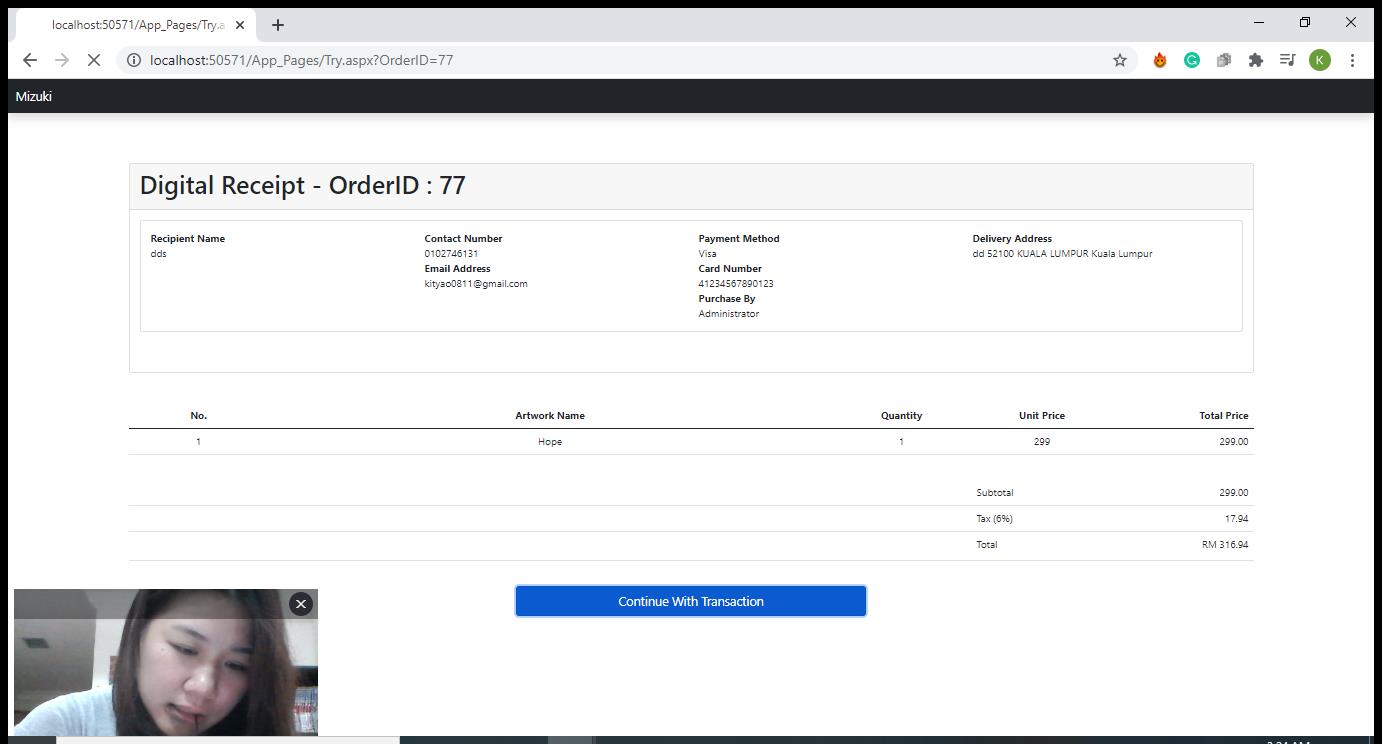 localhost:50571/App_Pages/Try.a
localhost:50571/App_Pages/Try.aspx?OrderID=77
K
Mizuki
Digital Receipt - OrderID : 77
Recipient Name
dds
Contact Number
0102746131
Email Address
kityao0811@gmail.com
Payment Method
Visa
Card Number
41234567890123
Purchase By
Administrator
Delivery Address
dd 52100 KUALA LUMPUR Kuala Lumpur
No. Artwork Name Quantity Unit Price Total Price
1 Hope 1 299 299.00
Subtotal 299.00
Tax (6%) 17.94
Total RM 316.94
Continue With Transaction